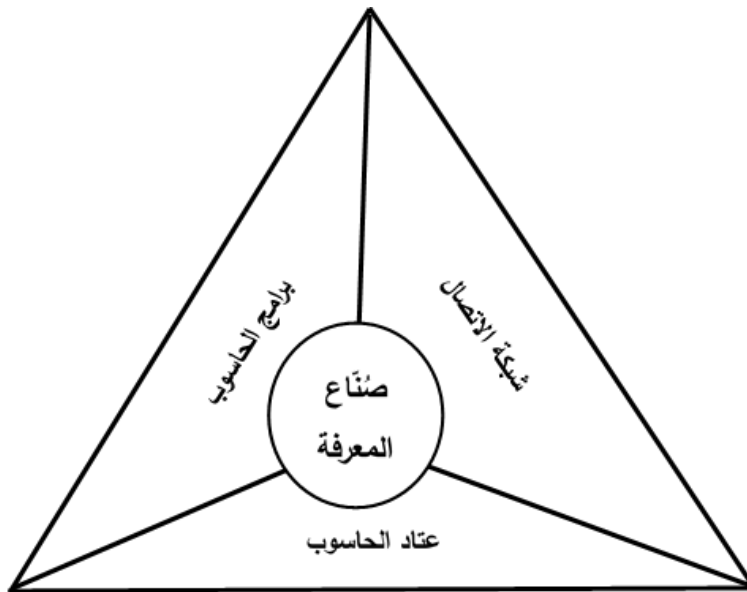 برامج الحاسوب
شبكة الاتصال
صُنَّاع
المعرفة
عتاد الحاسوب